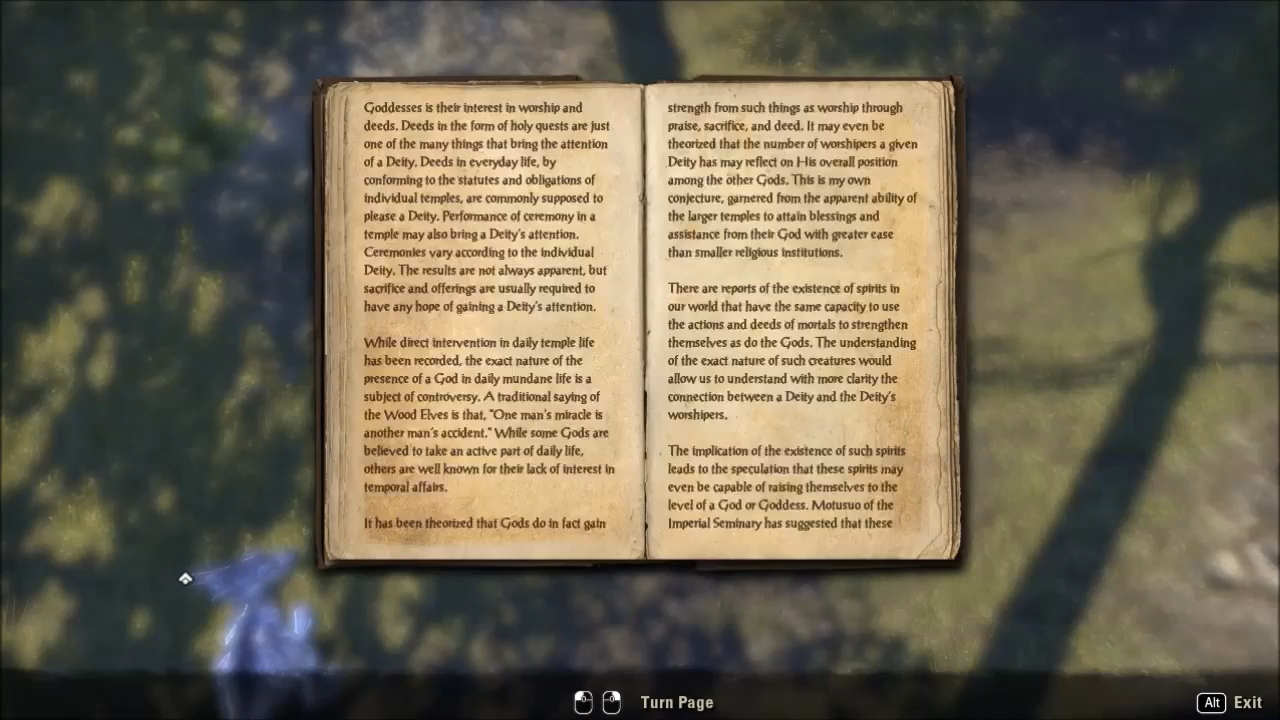 Goddesses is their interest in worship and
deeds. Deeds in the form of holy quests are just
one of the many things that bring the attention
of a Deity. Deeds in everyday life, by
conforming to the statutes and obligations of
individual temples, are commonly supposed to
please a Deity. Performance of ceremony in a
temple may also bring a Deity's attention.
Ceremonies vary according to the individual
Deity. The results are not always apparent, but
sacrifice and offerings are usually required to
have any hope of gaining a Deity's attention.
While direct intervention in daily temple life
has been recorded, the exact nature of the
presence of a God in daily mundane life is a
subject of controversy. A traditional saying of
the Wood Elves is that, "One man's miracle is
another man's accident." While some Gods are
believed to take an active part of daily life,
others are well known for their lack of interest in
temporal affairs.
It has been theorized that Gods do in fact gain
strength from such things as worship through
praise, sacrifice, and deed. It may even be
theorized that the number of worshipers a given
Deity has may reflect on His overall position
among the other Gods. This is my own
conjecture, garnered from the apparent ability of
the larger temples to attain blessings and
assistance from their God with greater ease
than smaller religious institutions.
There are reports of the existence of spirits in
our world that have the same capacity to use
the actions and deeds of mortals to strengthen
themselves as do the Gods. The understanding
of the exact nature of such creatures would
allow us to understand with more clarity the
connection between a Deity and the Deity's
worshipers.
The implication of the existence of such spirits
leads to the speculation that these spirits may
even be capable of raising themselves to the
level of a God or Goddess. Motusuo of the
Imperial Seminary has suggested that these
Turn Page
Alt Exit